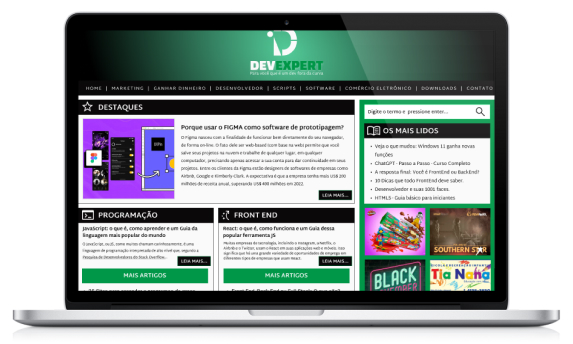 DEVEXPERT
Para você que é um dev fora da curva
HOME | MARKETING | GANHAR DINHEIRO | DESENVOLVEDOR | SCRIPTS | SOFTWARE | COMÉRCIO ELETRÔNICO | DOWNLOADS | CONTATO
DESTAQUES
Porque usar o FIGMA como software de prototipagem?
O Figma nasceu com a finalidade de funcionar bem diretamente do seu navegador,
de forma on-line. O fato dele ser web-based (com base na web) permite que você
salve seus projetos na nuvem e trabalhe de qualquer lugar, em qualquer
computador, precisando apenas acessar a sua conta para dar continuidade em seus
projetos. Entre os clientes da Figma estão designers de softwares de empresas como
Airbnb, Google e Kimberly-Clark. A expectativa é que a empresa tenha mais US$ 200
milhões de receita anual, superando US$ 400 milhões em 2022.
LEIA MAIS...
Digite o termo e pressione enter...
OS MAIS LIDOS
Veja o que mudou: Windows 11 ganha novas
funções
ChatGPT - Passo a Passo - Curso Completo
A resposta final: Você é FrontEnd ou BackEnd?
10 Dicas que todo FrontEnd deve saber.
Desenvolvedor e suas 1001 faces
HTML5 - Guia básico para iniciantes
PROGRAMAÇÃO
JavaScript: o que é, como aprender e um Guia da
linguagem mais popular do mundo
O JavaScript, ou JS, como muitos chamam carinhosamente, é uma
linguagem de programação
Pesquisa de Desenvolvedores do Stack Overflow...
LEIA MAIS...
MAIS ARTIGOS
FRONT END
React: o que é, como funciona e um Guia dessa
popular ferramenta JS
Muitas empresas de tecnologia, incluindo o Instagram, a Netflix, o
Airbnb e o Twitter, usam o React em suas aplicações web e mobile. Isso
significa que há uma grande variedade de oportunidades de emprego em
diferentes tipos de empresas que usam React.
LEIA MAIS...
MAIS ARTIGOS
SOUTHERN STAR
BLACK
Tia Nana